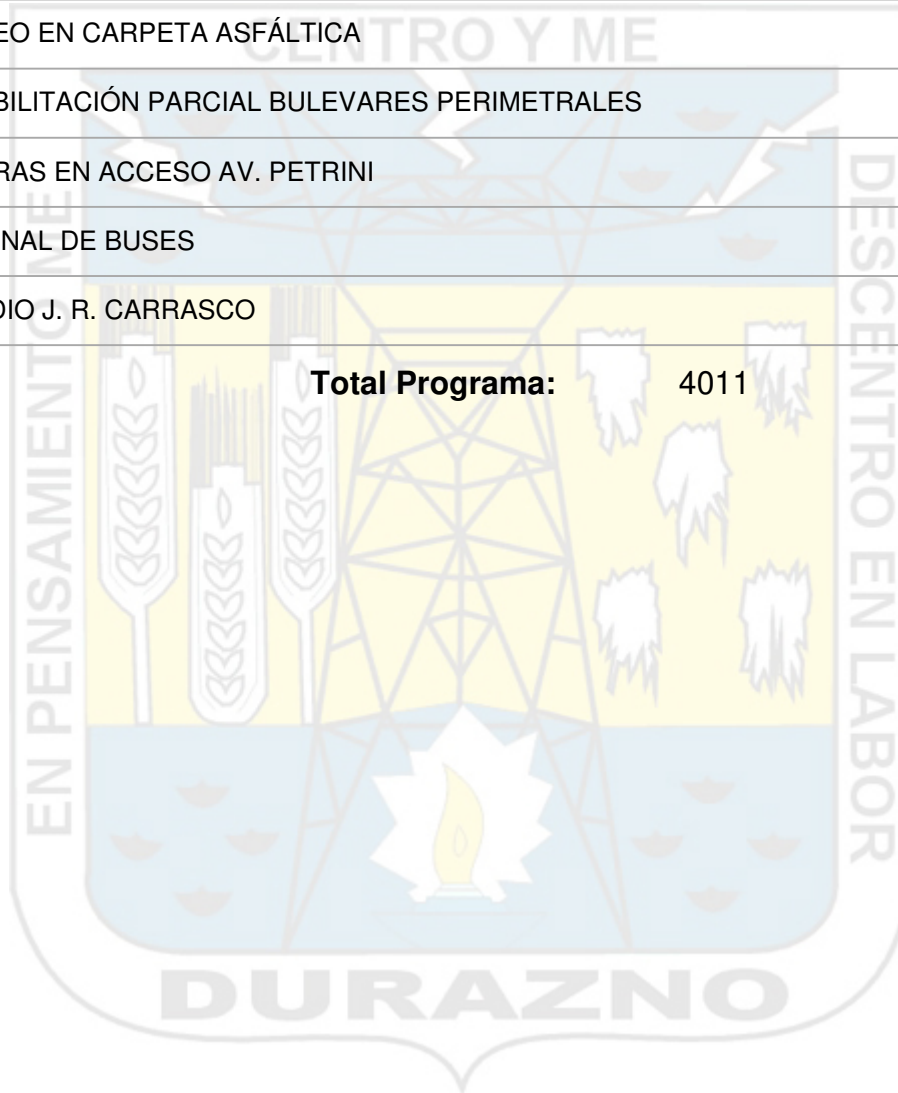 EO EN CARPETA ASFÁLTICA
BILITACIÓN PARCIAL BULEVARES PERIMETRALES
RAS EN ACCESO AV. PETRINI
NAL DE BUSES
DIO J. R. CARRASCO
Total Programa: 4011
CENTRO Y ME
EN PENSAMIENTO ME
DESCENTRO EN LABOR
DURAZNO